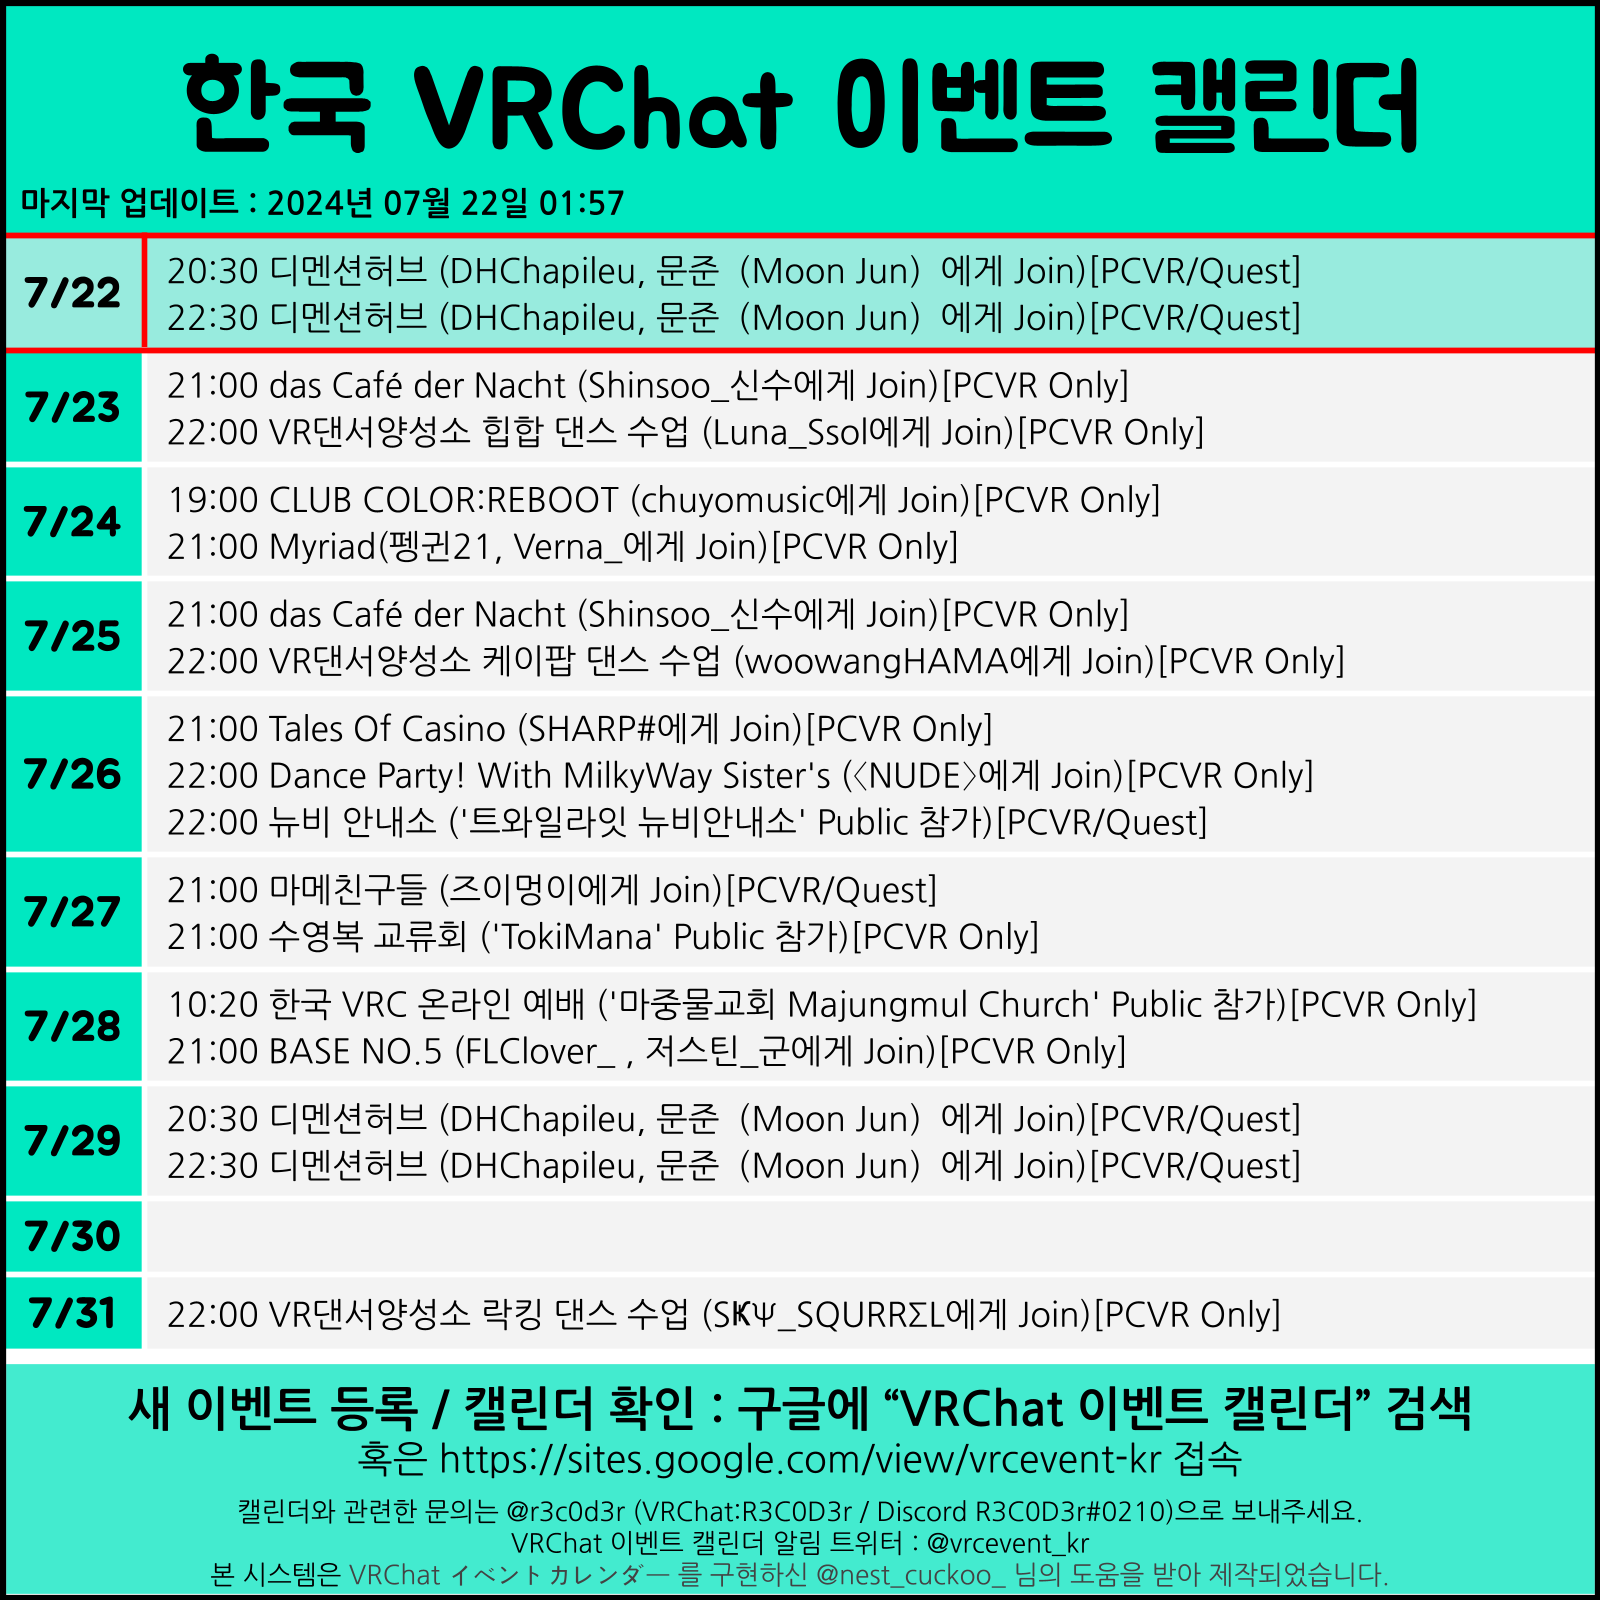 한국 VRChat 이벤트 캘린더
마지막 업데이트 : 2024년 07월 22일 01:57
7/22
20:30 디멘션허브 (DHChapileu, 문준（Moon Jun）에게 Join)[PCVR/Quest]
22:30 디멘션허브 (DHChapileu, 문준（Moon Jun）에게 Join)[PCVR/Quest]
7/23
21:00 das Café der Nacht (Shinsoo_신수에게 Join)[PCVR Only]
22:00 VR댄서양성소 힙합 댄스 수업 (Luna_Ssol에게 Join)[PCVR Only]
7/24
19:00 CLUB COLOR:REBOOT (chuyomusic에게 Join)[PCVR Only]
21:00 Myriad(펭귄21, Verna_에게 Join)[PCVR Only]
7/25
21:00 das Café der Nacht (Shinsoo_신수에게 Join)[PCVR Only]
22:00 VR댄서양성소 케이팝 댄스 수업 (woowangHAMA에게 Join)[PCVR Only]
7/26
21:00 Tales Of Casino (SHARP#에게 Join)[PCVR Only]
22:00 Dance Party! With MilkyWay Sister's (〈NUDE〉에게 Join)[PCVR Only]
22:00 뉴비 안내소 ('트와일라잇 뉴비안내소' Public 참가)[PCVR/Quest]
7/27
21:00 마메친구들 (즈이멍이에게 Join)[PCVR/Quest]
21:00 수영복 교류회 ('TokiMana' Public 참가)[PCVR Only]
7/28
10:20 한국 VRC 온라인 예배 ('마중물교회 Majungmul Church' Public 참가)[PCVR Only]
21:00 BASE NO.5 (FLClover_ , 저스틴_군에게 Join)[PCVR Only]
7/29
20:30 디멘션허브 (DHChapileu, 문준（Moon Jun）에게 Join)[PCVR/Quest]
22:30 디멘션허브 (DHChapileu, 문준（Moon Jun）에게 Join)[PCVR/Quest]
7/30
7/31
22:00 VR댄서양성소 락킹 댄스 수업 (SꀘΨ_SQURRΣL에게 Join)[PCVR Only]
새 이벤트 등록 / 캘린더 확인 : 구글에 “VRChat 이벤트 캘린더” 검색
혹은 https://sites.google.com/view/vrcevent-kr 접속
캘린더와 관련한 문의는 @r3c0d3r (VRChat:R3C0D3r / Discord R3C0D3r#0210)으로 보내주세요.
VRChat 이벤트 캘린더 알림 트위터 : @vrcevent_kr
본 시스템은 VRChat イベントカレンダー 를 구현하신 @nest_cuckoo_ 님의 도움을 받아 제작되었습니다.